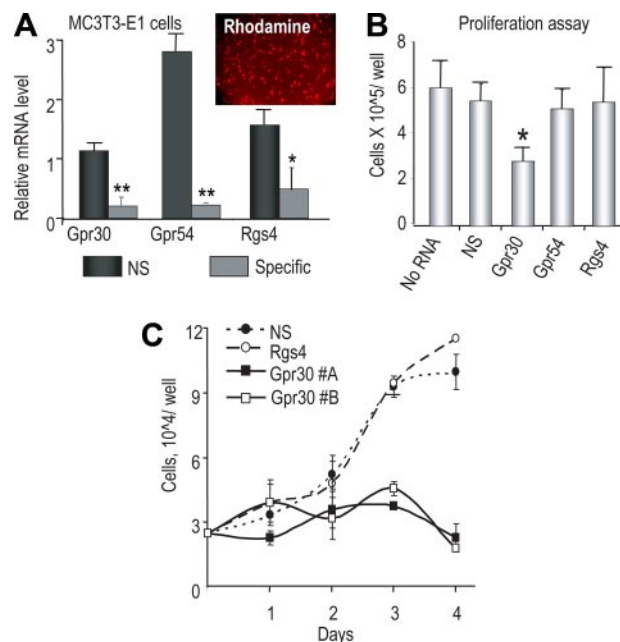 A
MC3T3-E1 cells
Rhodamine
Relative mRNA level
3
2
1
0
**
**
*
Gpr30
Gpr54
Rgs4
NS
Specific
B
Proliferation assay
Cells X 10^5/ well
8
6
4
2
0
*
No RNA
NS
Gpr30
Gpr54
Rgs4
C
NS
Rgs4
Gpr30 #A
Gpr30 #B
Cells, 10^4/ well
12
9
6
3
0
1
2
3
4
Days